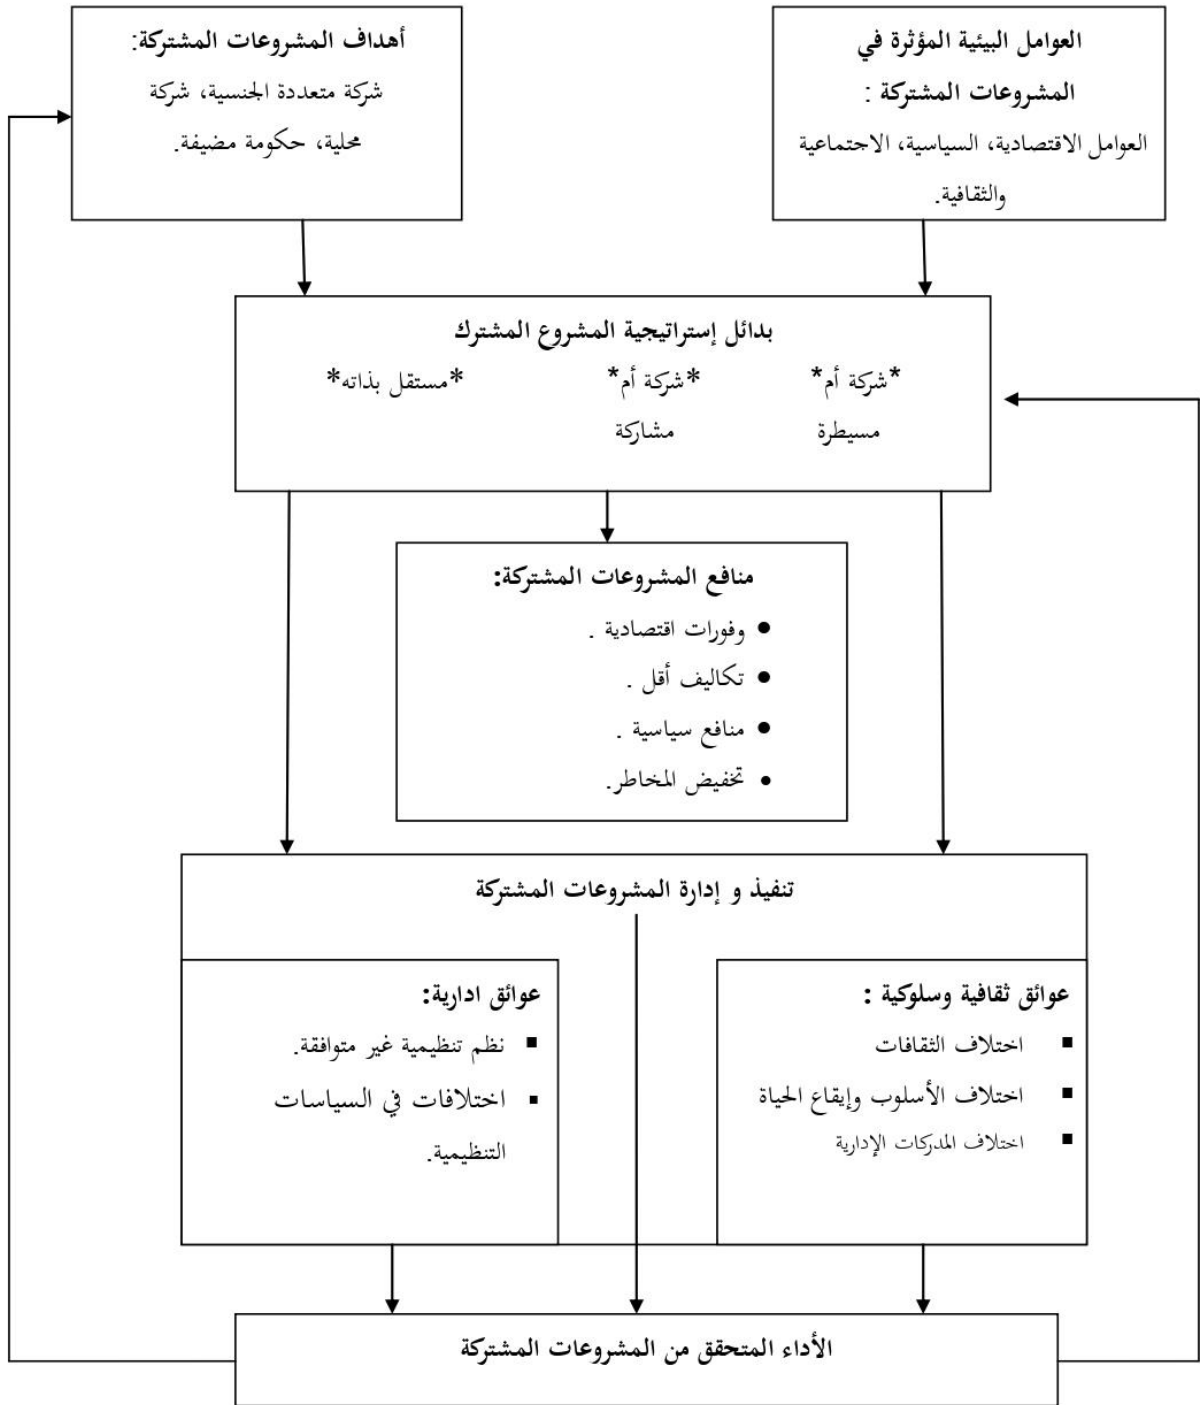 العوامل البيئية المؤثرة في
المشروعات المشتركة :
العوامل الاقتصادية، السياسية، الاجتماعية
والثقافية.
أهداف المشروعات المشتركة:
شركة متعددة الجنسية، شركة
محلية، حكومة مضيفة.
بدائل إستراتيجية المشروع المشترك
*شركة أم* *شركة أم* *مستقل بذاته*
مسيطرة مشاركة
منافع المشروعات المشتركة:
● وفورات اقتصادية .
● تكاليف أقل .
● منافع سياسية .
● تخفيض المخاطر.
تنفيذ و إدارة المشروعات المشتركة
عوائق ثقافية وسلوكية :
▪ اختلاف الثقافات
▪ اختلاف الأسلوب وإيقاع الحياة
▪ اختلاف المدركات الإدارية
عوائق ادارية:
▪ نظم تنظيمية غير متوافقة.
▪ اختلافات في السياسات
التنظيمية.
الأداء المتحقق من المشروعات المشتركة